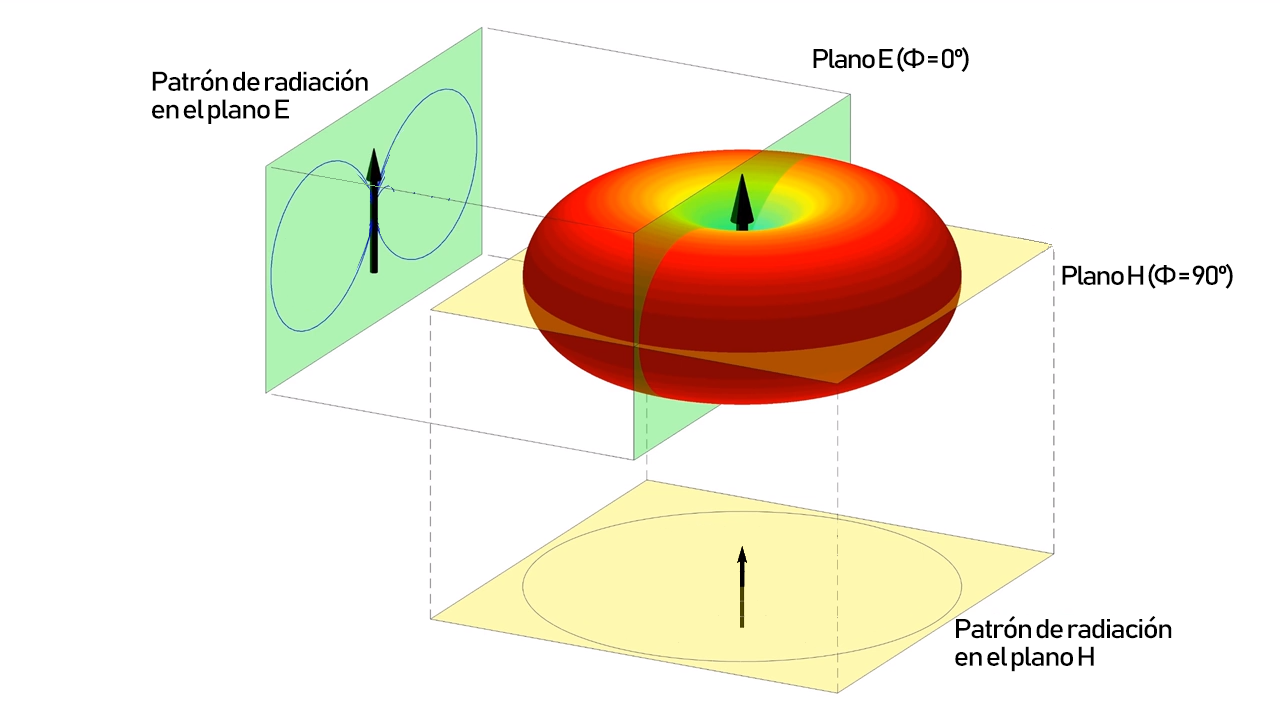 Patrón de radiación
en el plano E
Plano E (Φ = 0º)
Plano H (Φ = 90º)
Patrón de radiación
en el plano H